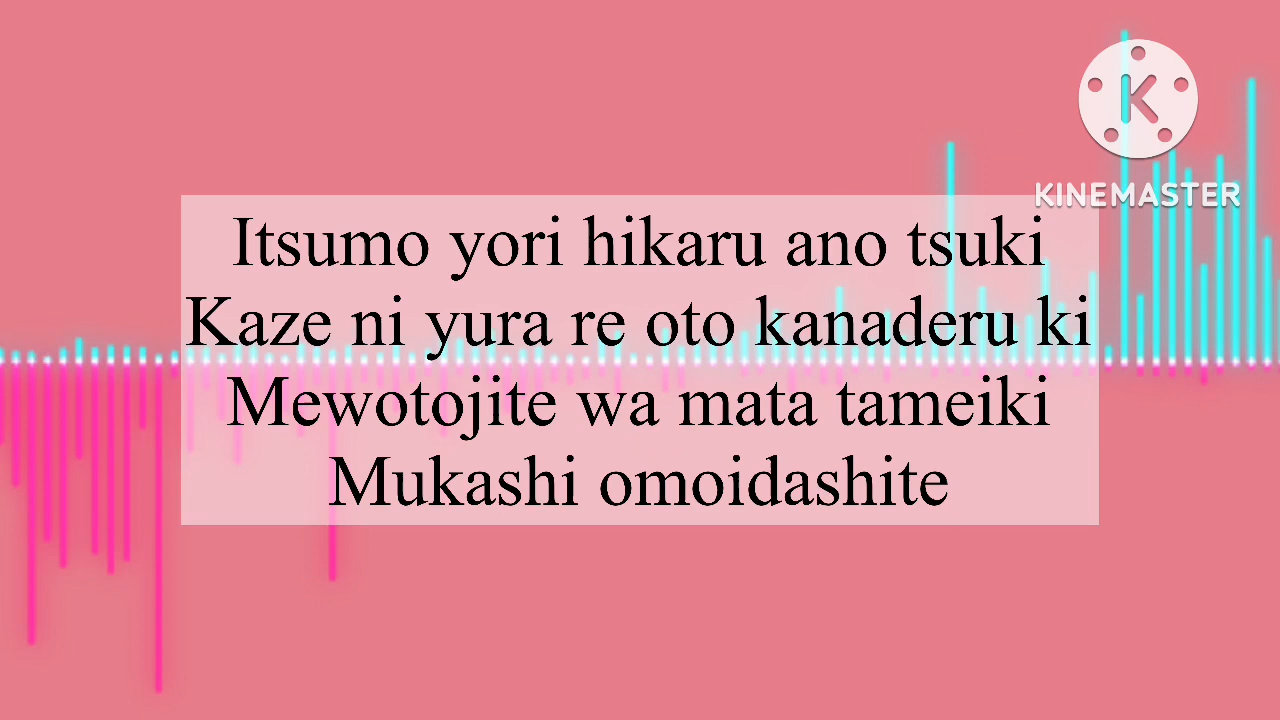 KINEMASTER
Itsumo yori hikaru ano tsuki
Kaze ni yura re oto kanaderu ki
Mewotojite wa mata tameiki
Mukashi omoidashite